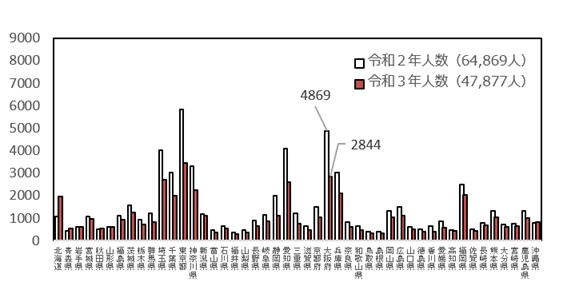 9000
8000
7000
6000
5000
4000
3000
2000
1000
0
令和２年人数（64,869人）
令和３年人数（47,877人）
4869
2844
北海道
青森県
岩手県
宮城県
秋田県
山形県
福島県
茨城県
栃木県
群馬県
埼玉県
千葉県
東京都
神奈川県
新潟県
富山県
石川県
福井県
山梨県
長野県
岐阜県
静岡県
愛知県
三重県
滋賀県
京都府
大阪府
兵庫県
奈良県
和歌山県
鳥取県
島根県
岡山県
広島県
山口県
徳島県
香川県
愛媛県
高知県
福岡県
佐賀県
長崎県
熊本県
大分県
宮崎県
鹿児島県
沖縄県